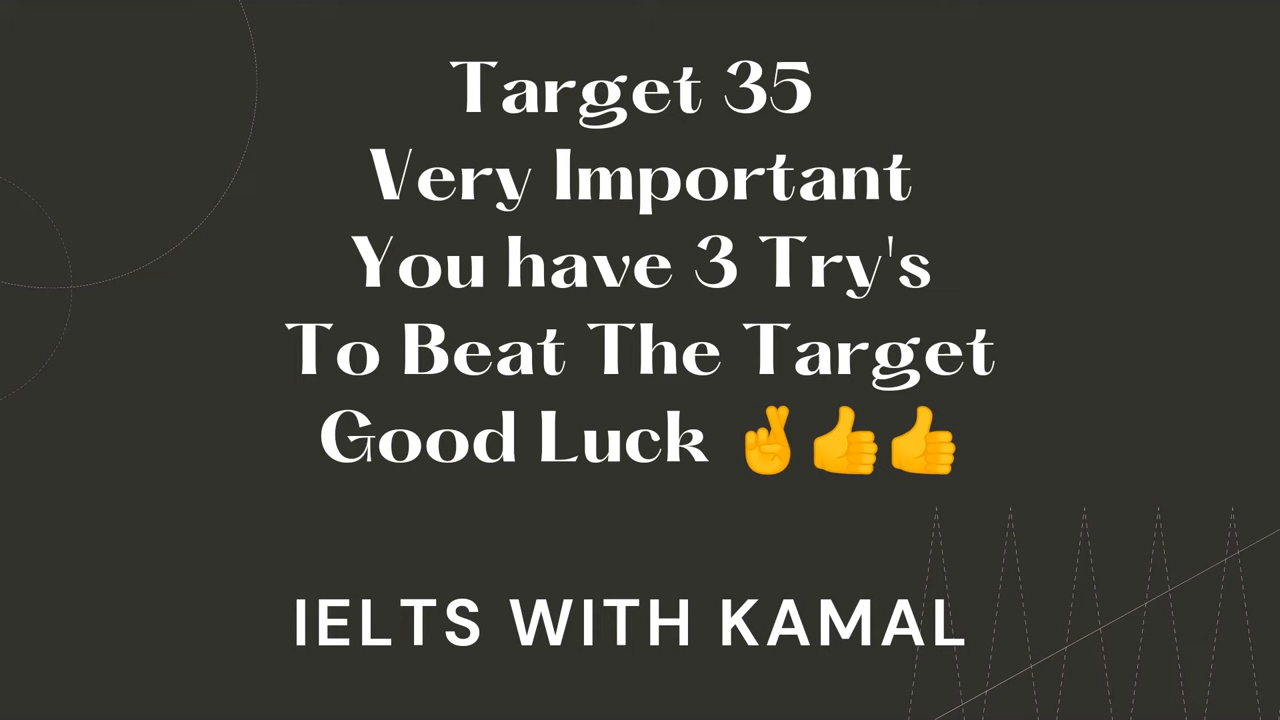 Target 35
Very Important
You have 3 Try's
To Beat The Target
Good Luck 🤞👍👍
IELTS WITH KAMAL